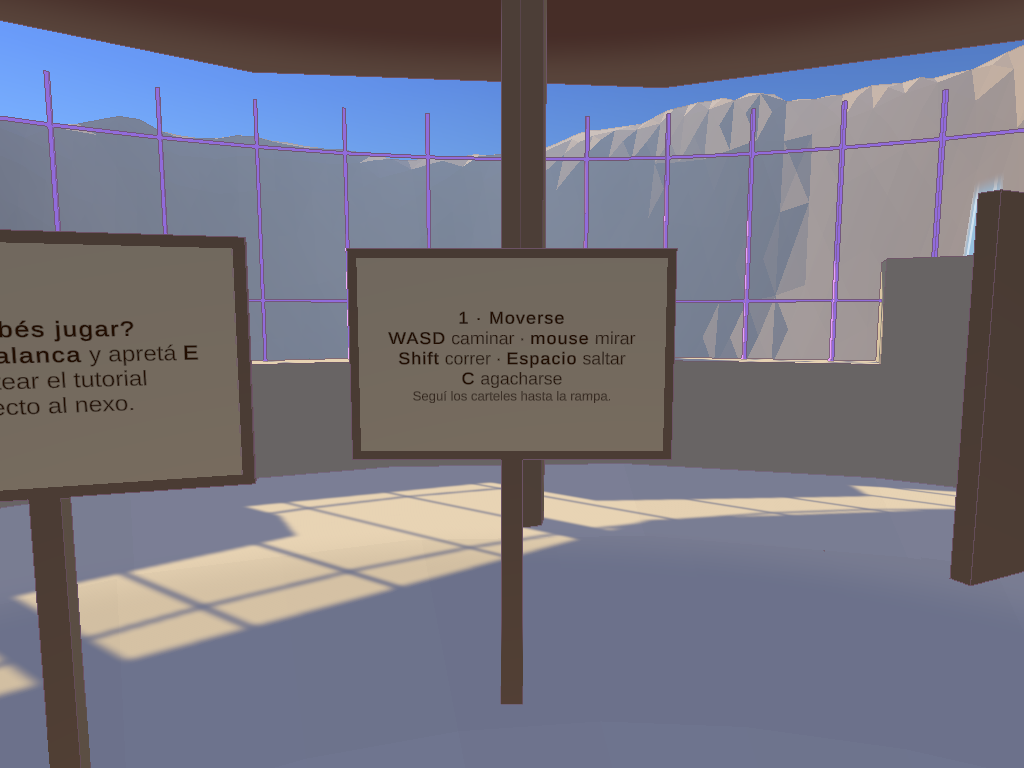 bés jugar?
alanca y apretá E
tear el tutorial
ecto al nexo.
1 · Moverse
WASD caminar · mouse mirar
Shift correr · Espacio saltar
C agacharse
Seguí los carteles hasta la rampa.